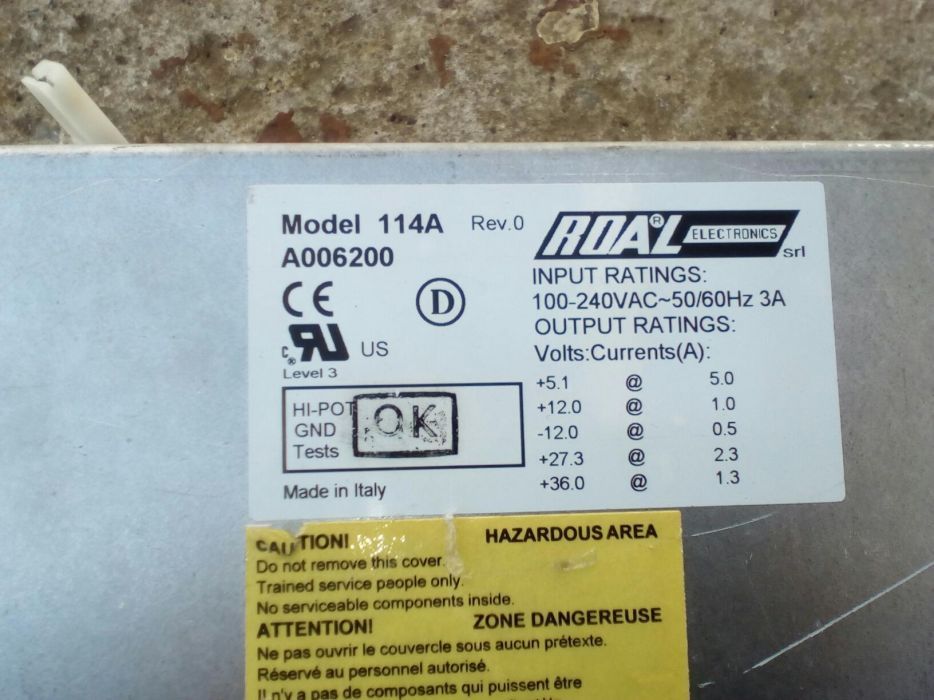 Model 114A Rev.0
A006200
CE
D
c RU US
Level 3
HI-POT
GND
Tests
OK
Made in Italy
ROAL® ELECTRONICS srl
INPUT RATINGS:
100-240VAC~50/60Hz 3A
OUTPUT RATINGS:
Volts:Currents(A):
+5.1 @ 5.0
+12.0 @ 1.0
-12.0 @ 0.5
+27.3 @ 2.3
+36.0 @ 1.3
CAUTION! HAZARDOUS AREA
Do not remove this cover.
Trained service people only.
No serviceable components inside.
ATTENTION! ZONE DANGEREUSE
Ne pas ouvrir le couvercle sous aucun prétexte.
Réservé au personnel autorisé.
Il n'y a pas de composants qui puissent être